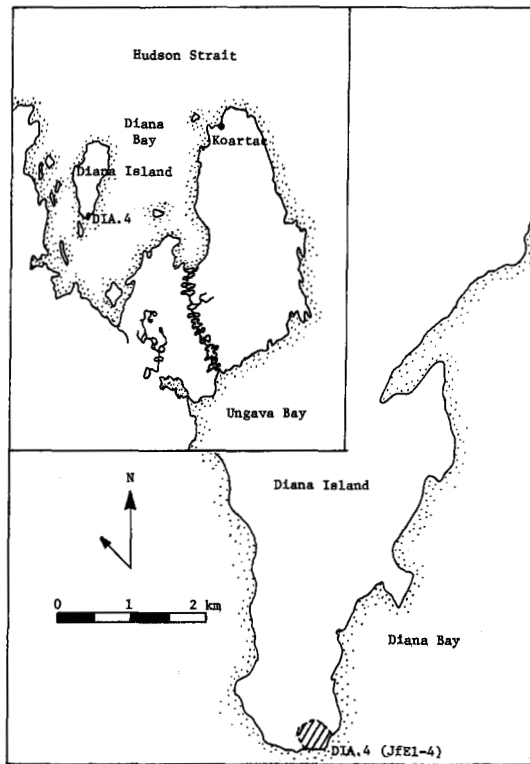 Hudson Strait
Diana
Bay
Koartac
Diana Island
DIA.4
Ungava Bay
Diana Island
N
0 1 2 km
Diana Bay
DIA.4 (JfEl-4)